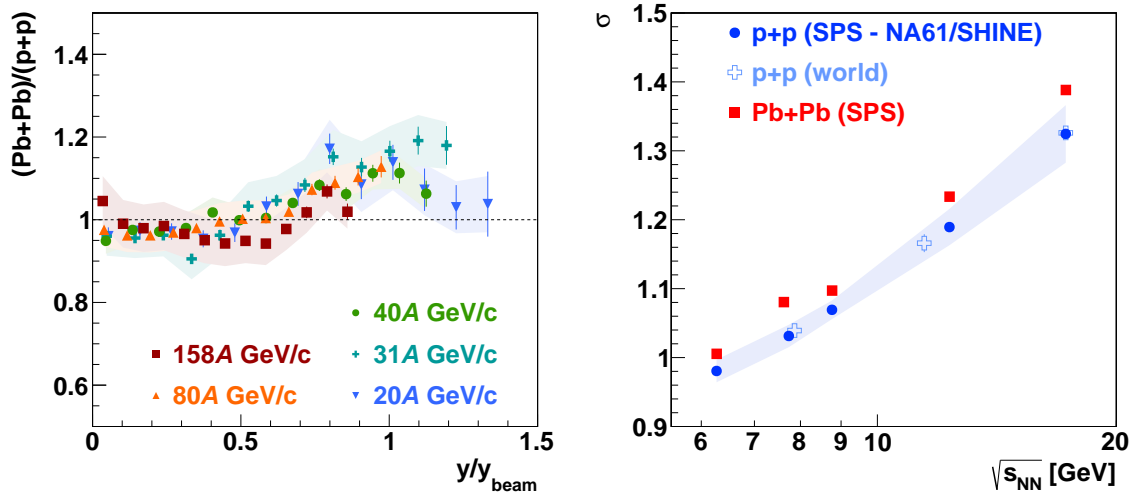 (Pb+Pb)/(p+p)
1.4
1.2
1
0.8
0.6
40A GeV/c
158A GeV/c
31A GeV/c
80A GeV/c
20A GeV/c
0
0.5
1
1.5
y/y_beam
σ
1.5
1.4
1.3
1.2
1.1
1
0.9
p+p (SPS - NA61/SHINE)
p+p (world)
Pb+Pb (SPS)
6
7
8
10
20
√s_NN [GeV]